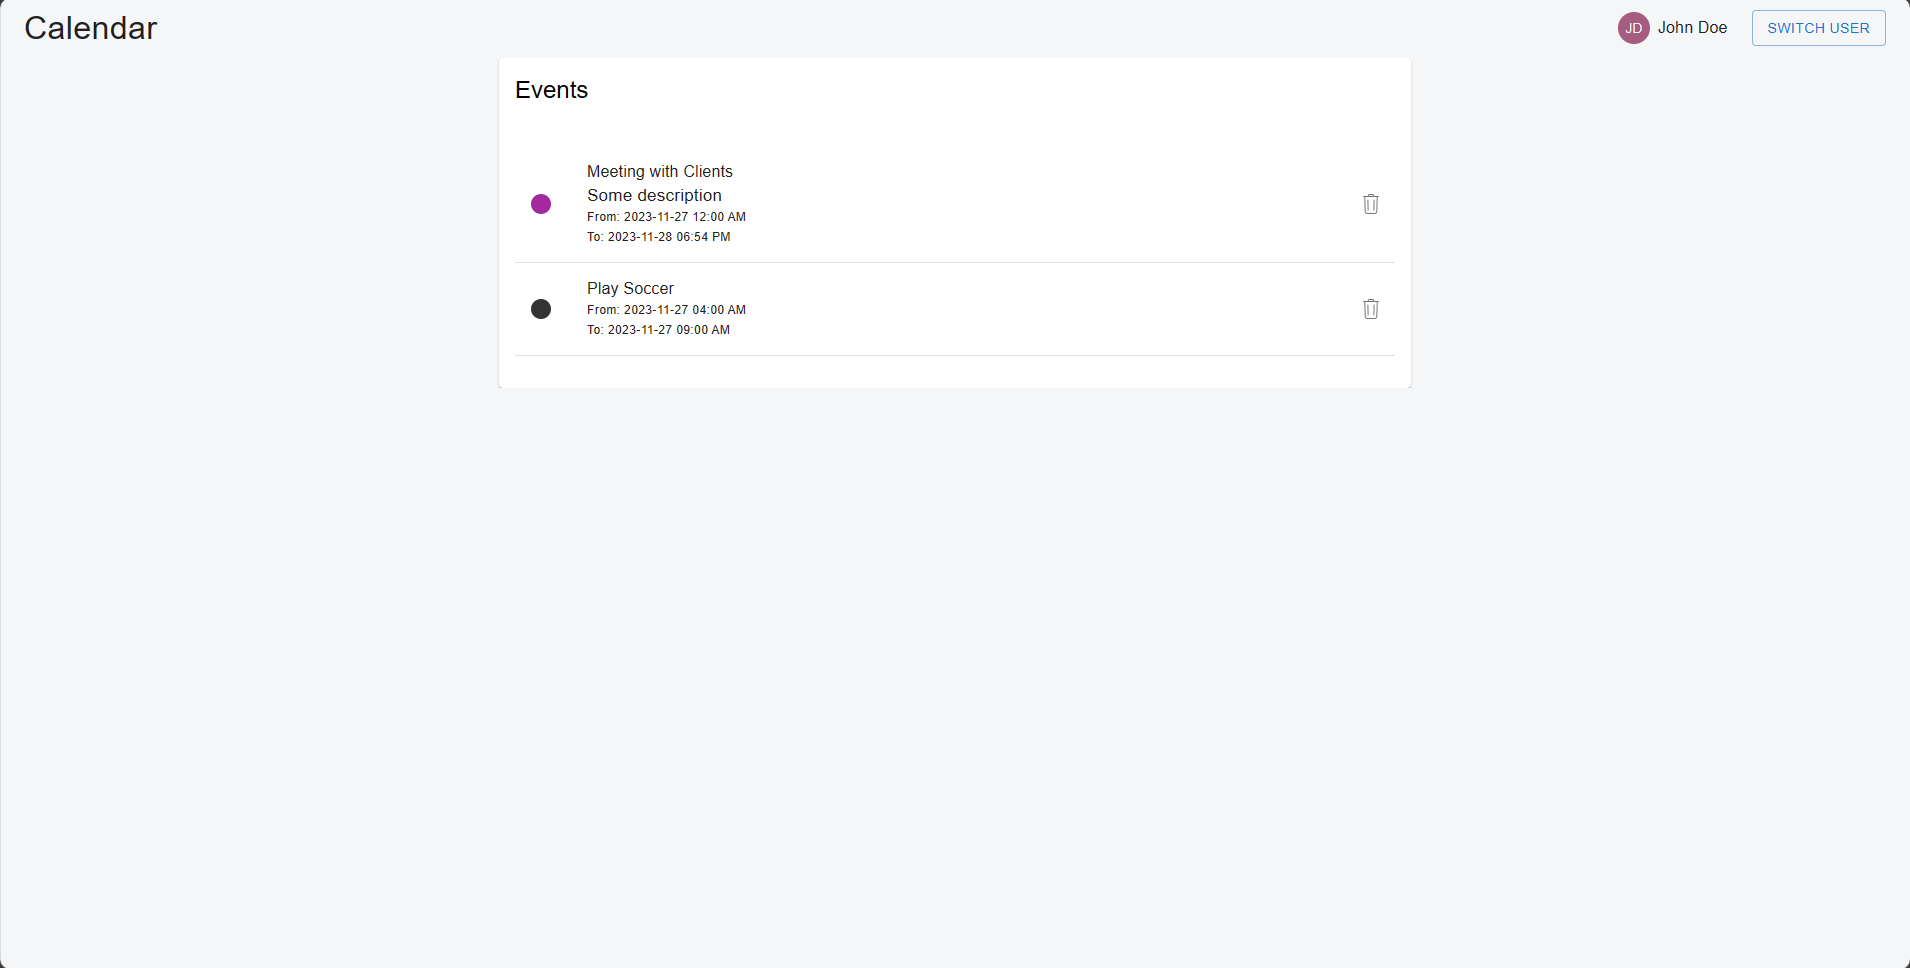 Calendar
JD
John Doe
SWITCH USER
Events
Meeting with Clients
Some description
From: 2023-11-27 12:00 AM
To: 2023-11-28 06:54 PM
Play Soccer
From: 2023-11-27 04:00 AM
To: 2023-11-27 09:00 AM